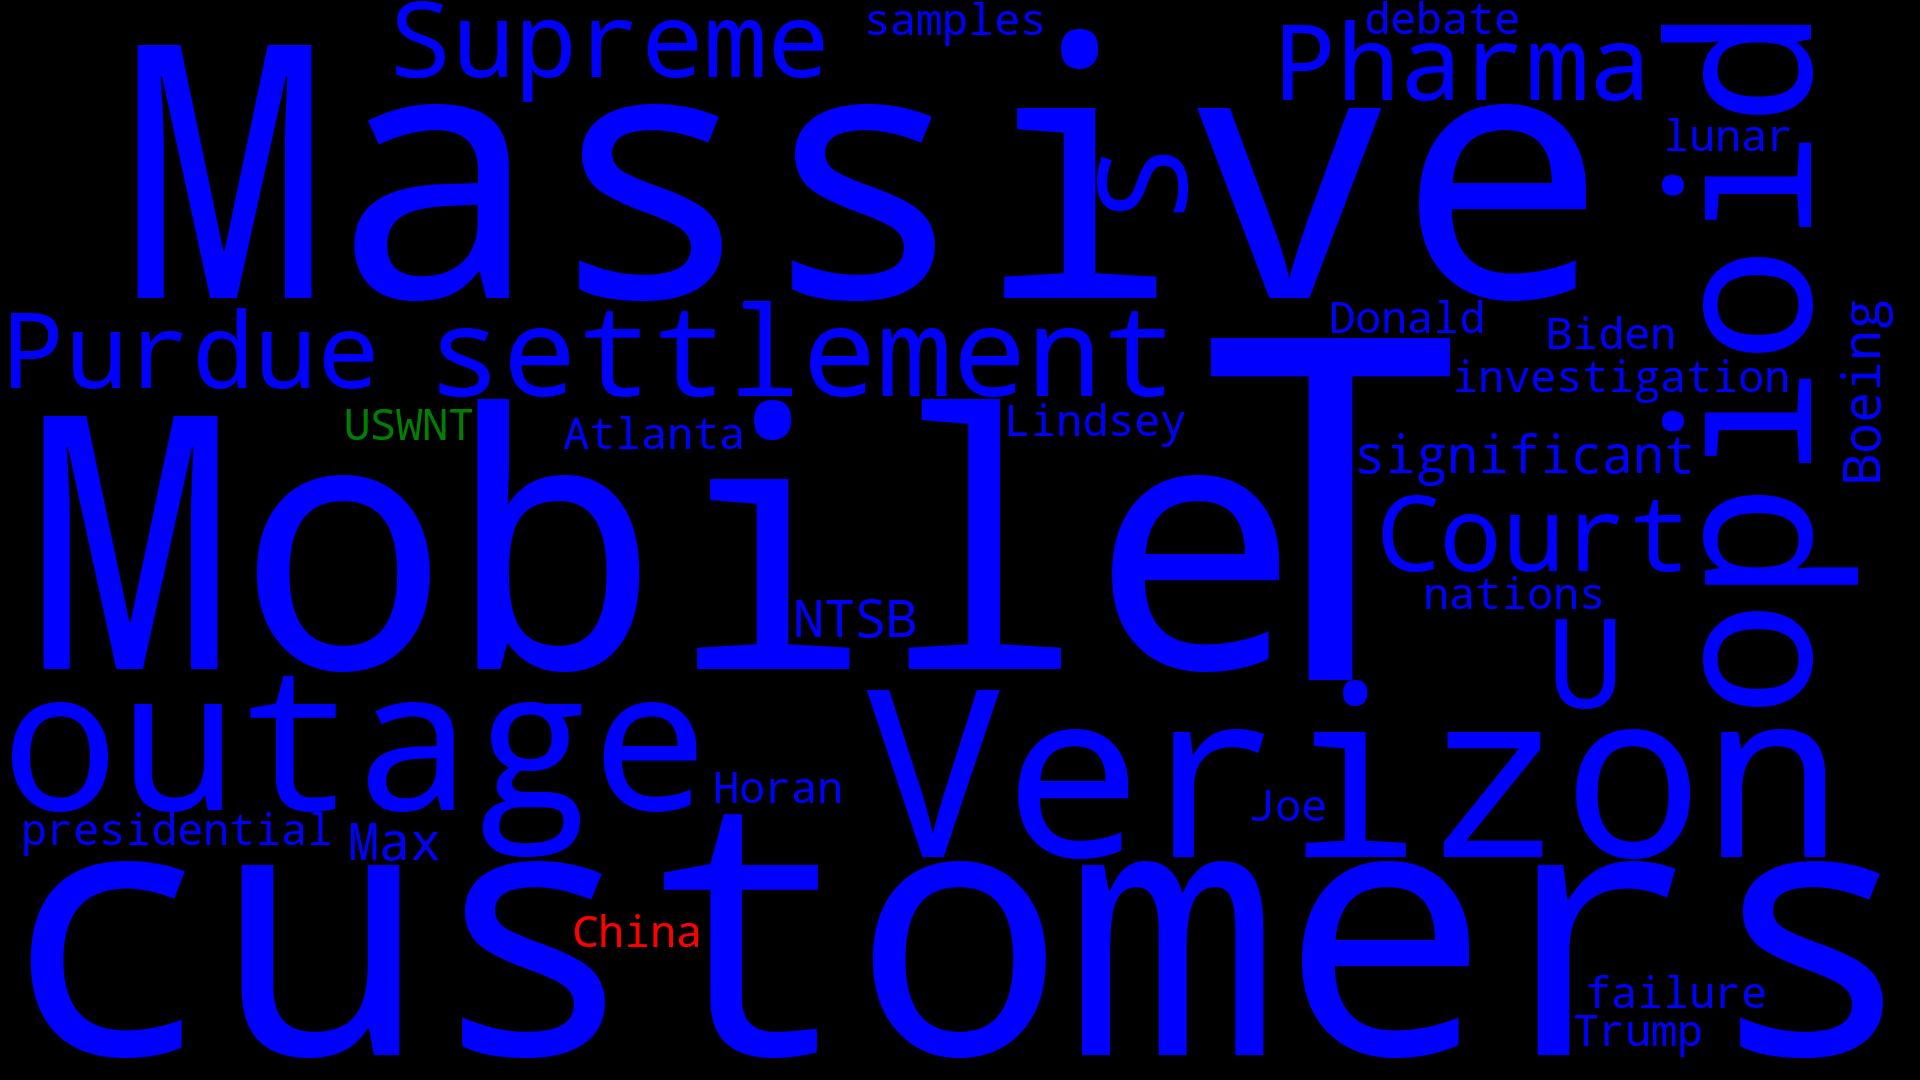 Supreme
samples
debate
Pharma
Massive
S
lunar
opioid
Purdue
settlement
Donald
Biden
investigation
Boeing
USWNT
Atlanta
Lindsey
T
Mobile
significant
Court
NTSB
nations
U
outage
Verizon
Horan
Joe
presidential
Max
customers
China
failure
Trump